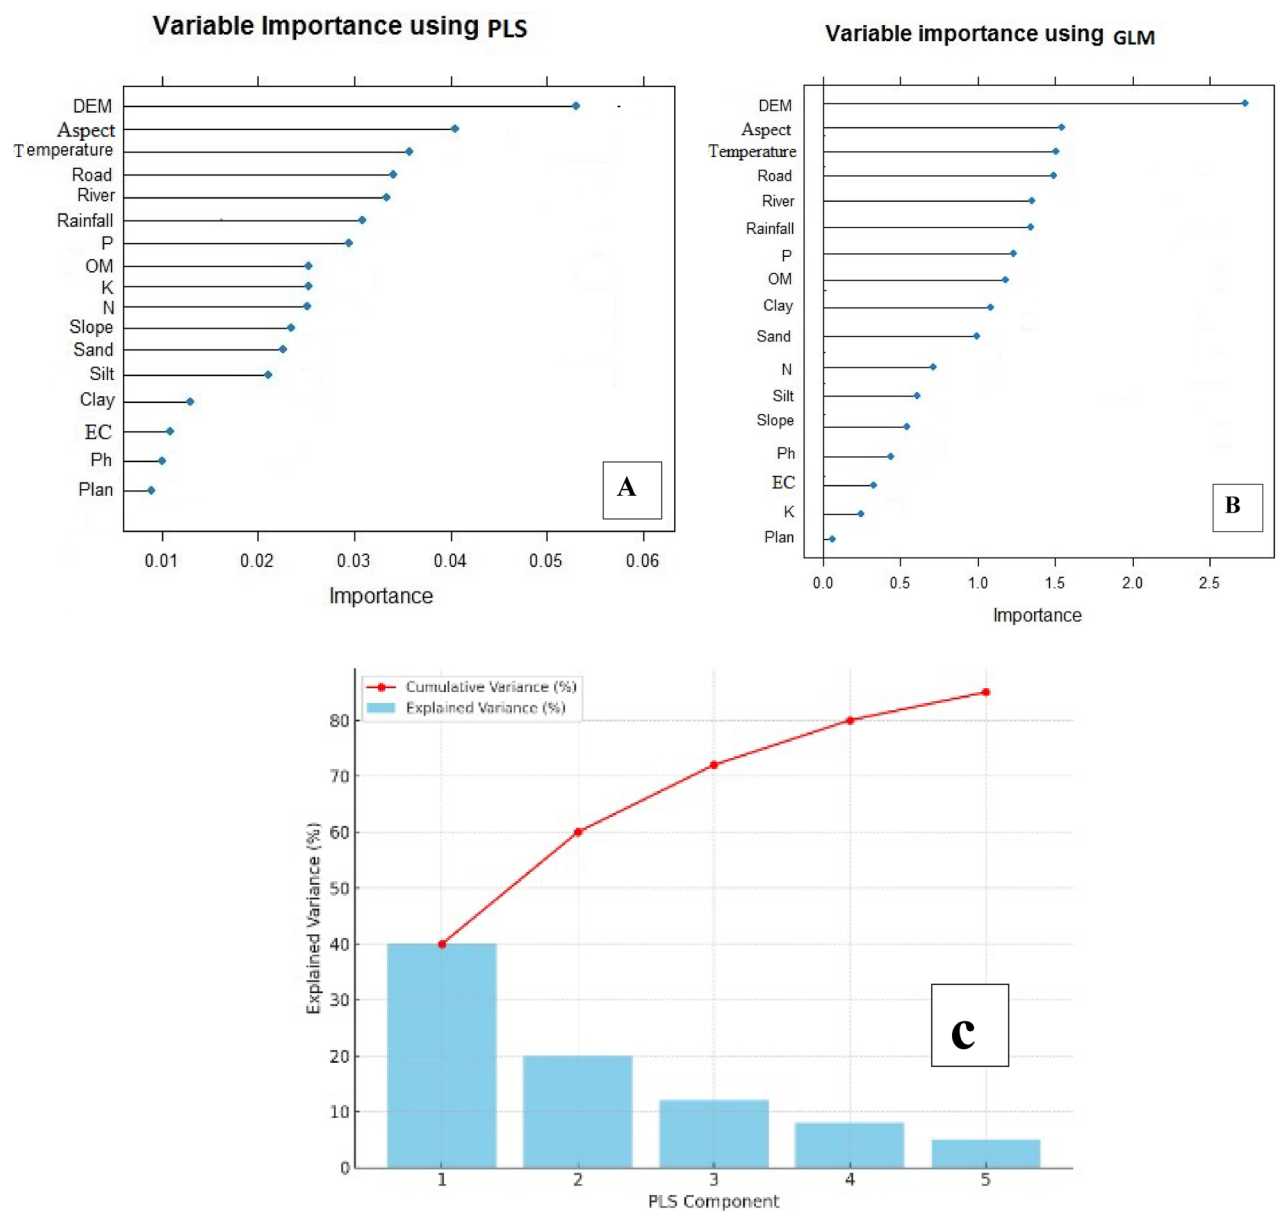 Variable Importance using PLS
DEM
Aspect
Temperature
Road
River
Rainfall
P
OM
K
N
Slope
Sand
Silt
Clay
EC
Ph
Plan
A
0.01 0.02 0.03 0.04 0.05 0.06
Importance
Variable importance using GLM
DEM
Aspect
Temperature
Road
River
Rainfall
P
OM
Clay
Sand
N
Silt
Slope
Ph
EC
K
Plan
B
0.0 0.5 1.0 1.5 2.0 2.5
Importance
Cumulative Variance (%)
Explained Variance (%)
Explained Variance (%)
80
70
60
50
40
30
20
10
0
c
1 2 3 4 5
PLS Component